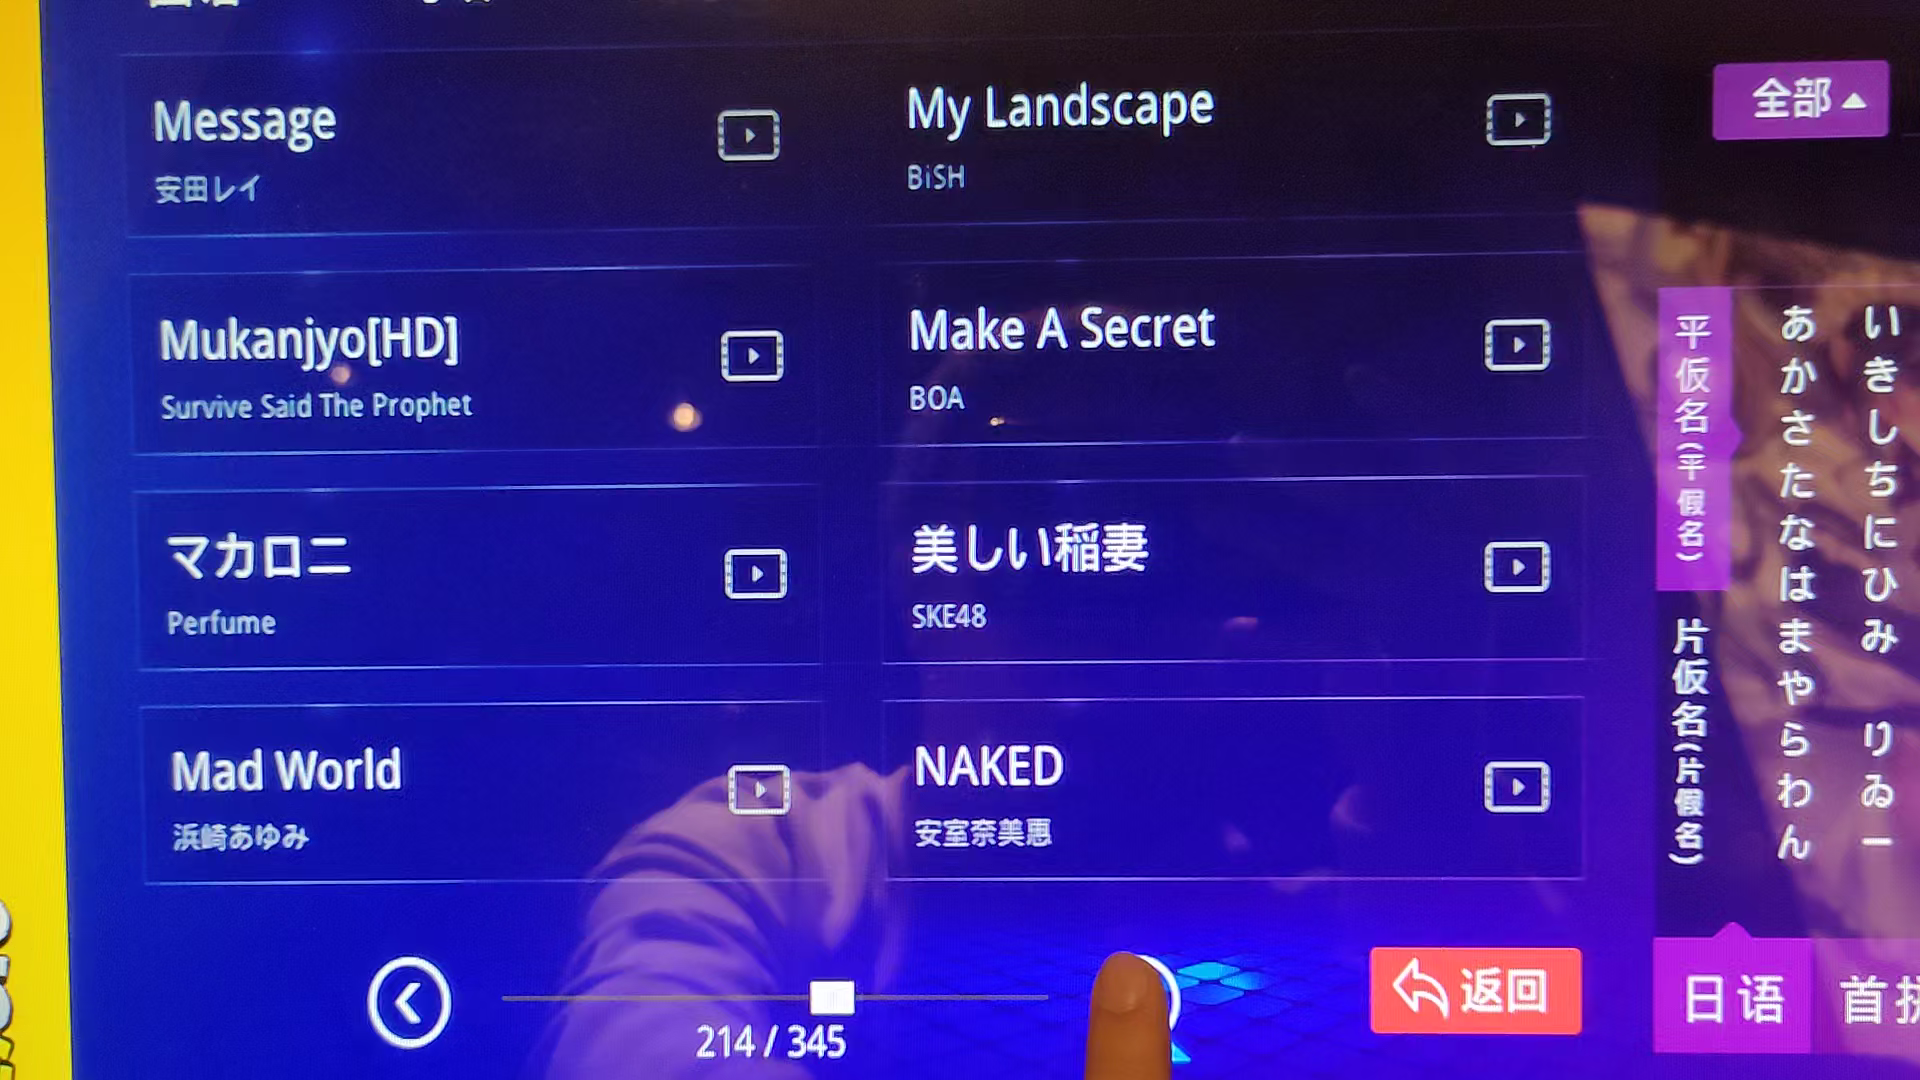 Message
安田レイ
My Landscape
BiSH
Mukanjyo[HD]
Survive Said The Prophet
Make A Secret
BOA
マカロニ
Perfume
美しい稲妻
SKE48
Mad World
浜崎あゆみ
NAKED
安室奈美恵
214 / 345
返回
全部
平仮名(平假名)
片仮名(片假名)
あ い
か き
さ し
た ち
な に
は ひ
ま み
や
ら り
わ ゐ
ん ー
日语
首